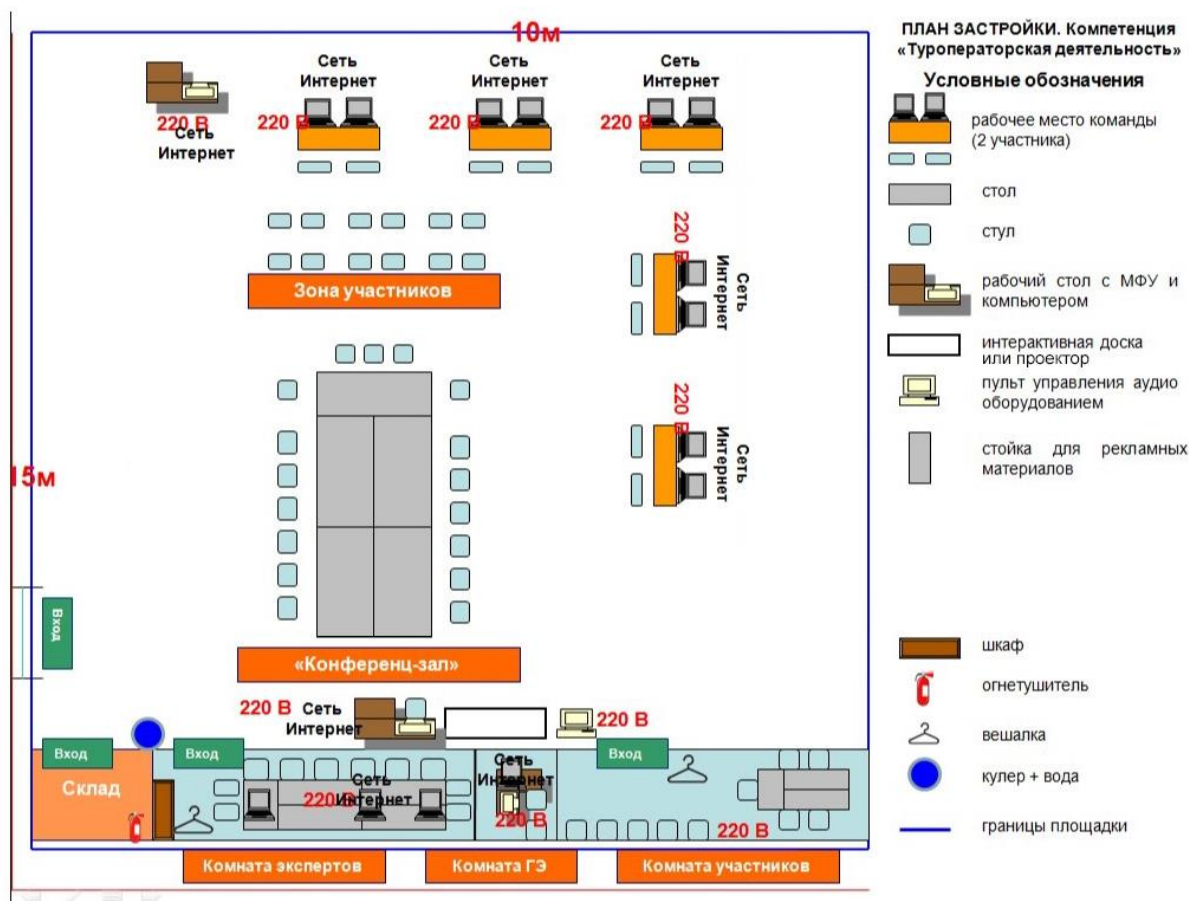 10м
ПЛАН ЗАСТРОЙКИ. Компетенция
«Туроператорская деятельность»
Условные обозначения
рабочее место команды
(2 участника)
стол
стул
рабочий стол с МФУ и
компьютером
интерактивная доска
или проектор
пульт управления аудио
оборудованием
стойка для рекламных
материалов
шкаф
огнетушитель
вешалка
кулер + вода
границы площадки
220 В
Сеть
Интернет
Сеть
Интернет
220 В
Сеть
Интернет
220 В
Сеть
Интернет
220 В
Зона участников
220 В
Сеть
Интернет
220 В
Сеть
Интернет
15м
Вход
«Конференц-зал»
220 В
Сеть
Интернет
220 В
Вход
Вход
Вход
Склад
Сеть
Интернет
220 В
Сеть
Интернет
220 В
220 В
Комната экспертов
Комната ГЭ
Комната участников